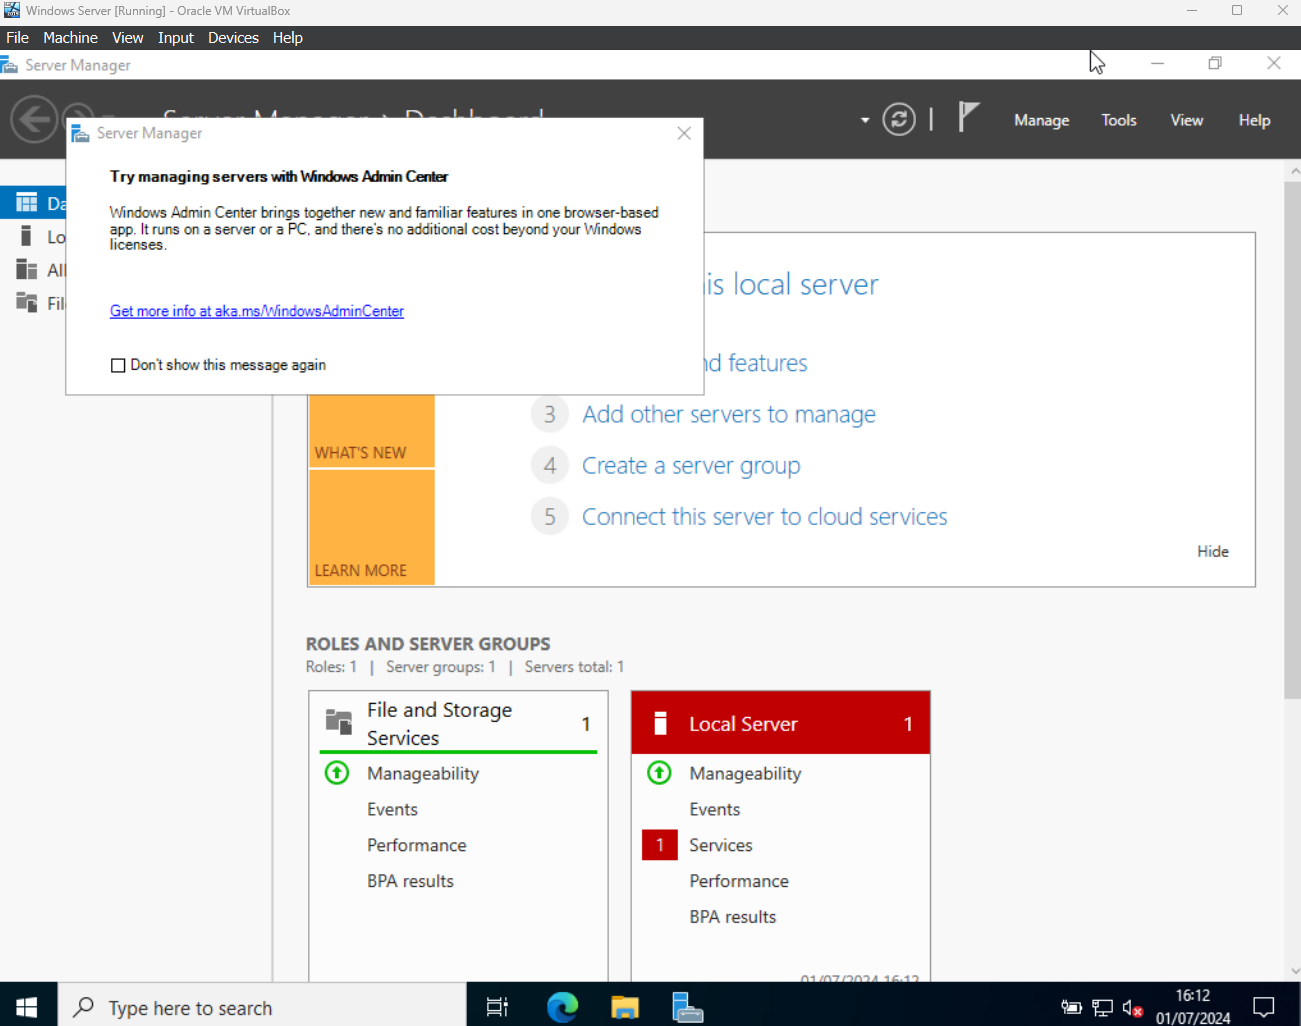 Windows Server [Running] - Oracle VM VirtualBox
File Machine View Input Devices Help
Server Manager
Manage Tools View Help
Server Manager
Try managing servers with Windows Admin Center
Windows Admin Center brings together new and familiar features in one browser-based
app. It runs on a server or a PC, and there's no additional cost beyond your Windows
licenses.
Get more info at aka.ms/WindowsAdminCenter
Don't show this message again
Da
Lo
All
Fil
is local server
d features
3 Add other servers to manage
4 Create a server group
5 Connect this server to cloud services
WHAT'S NEW
LEARN MORE
Hide
ROLES AND SERVER GROUPS
Roles: 1 | Server groups: 1 | Servers total: 1
File and Storage
Services
1
Manageability
Events
Performance
BPA results
Local Server 1
Manageability
Events
1 Services
Performance
BPA results
01/07/2024 16:12
Type here to search
16:12
01/07/2024